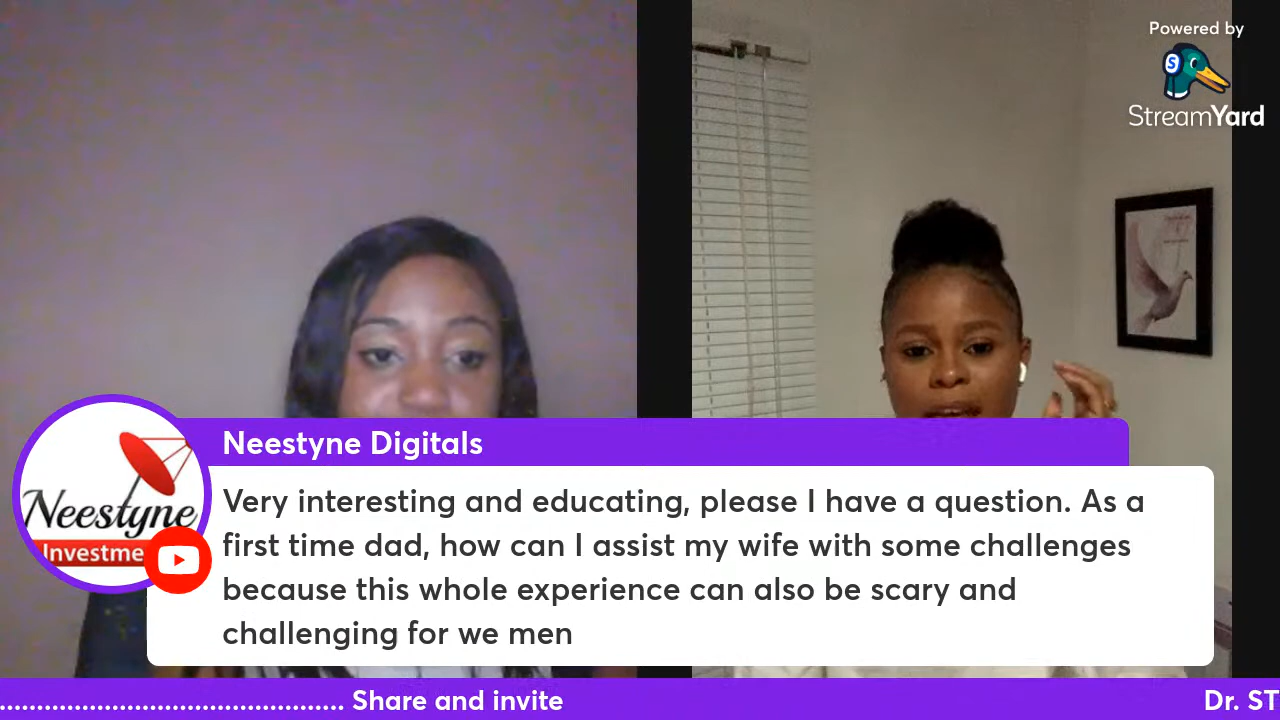 Powered by
StreamYard
Neestyne Digitals
Very interesting and educating, please I have a question. As a
first time dad, how can I assist my wife with some challenges
because this whole experience can also be scary and
challenging for we men
Neestyne
Investme
............................................... Share and invite
Dr. ST